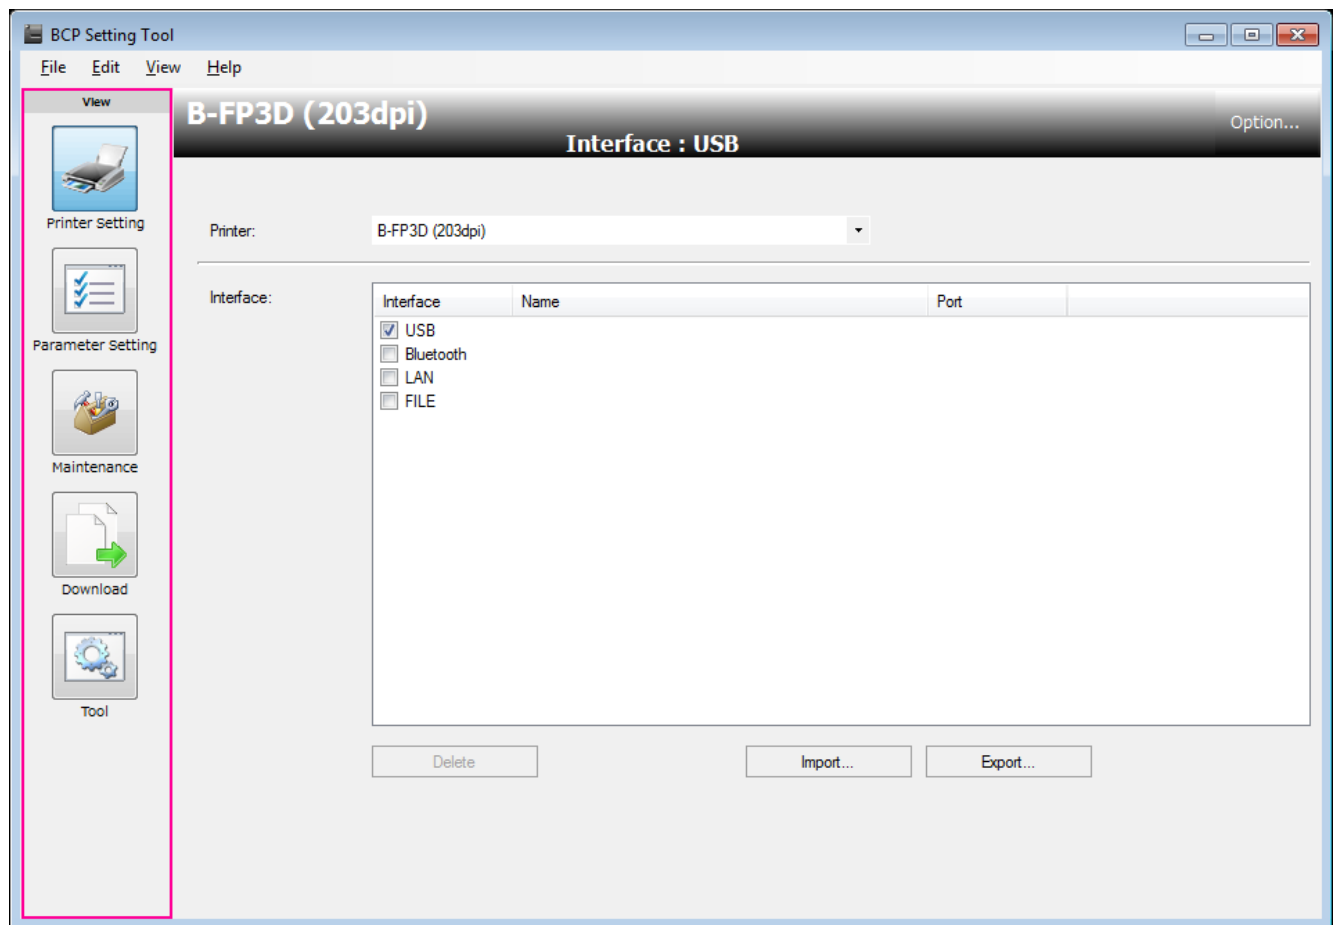 BCP Setting Tool
File Edit View Help
View
Printer Setting
Parameter Setting
Maintenance
Download
Tool
B-FP3D (203dpi)
Interface : USB
Option...
Printer: B-FP3D (203dpi)
Interface:
Interface Name Port
USB
Bluetooth
LAN
FILE
Delete Import... Export...